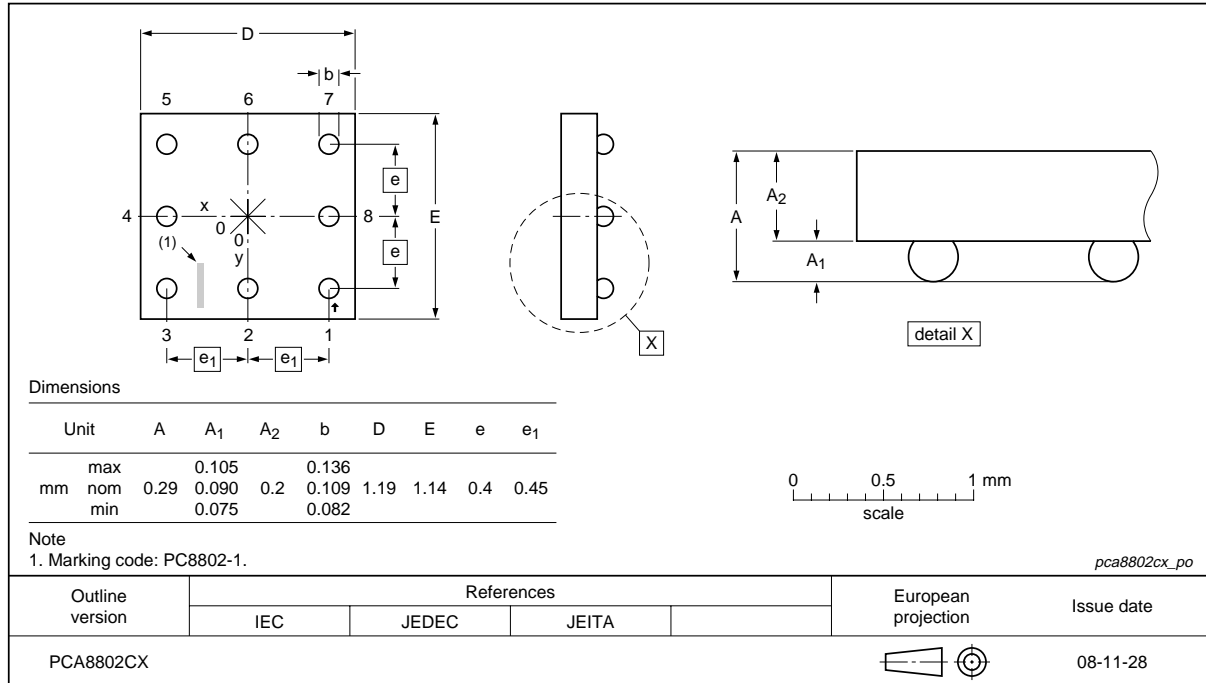 D
b
5 6 7
e
x
4 8 E
0
(1) 0
y
e
3 2 1
e1 e1
X
A
A2
A1
detail X
Dimensions
Unit A A1 A2 b D E e e1
max 0.105 0.136
mm nom 0.29 0.090 0.2 0.109 1.19 1.14 0.4 0.45
min 0.075 0.082
0 0.5 1 mm
scale
Note
1. Marking code: PC8802-1.
pca8802cx_po
Outline version
References
IEC JEDEC JEITA
European projection
Issue date
PCA8802CX
08-11-28